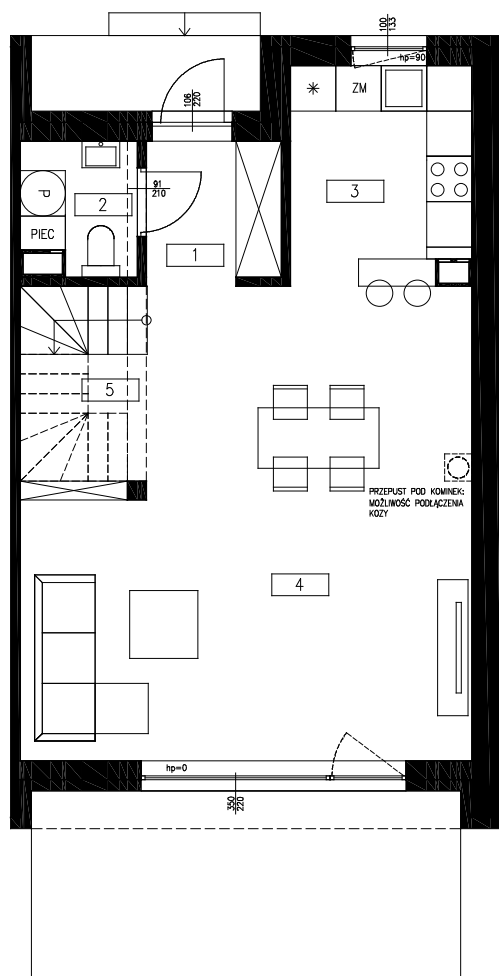 100
133
hp=90
ZM
106
220
3
91
210
P
2
PIEC
1
5
PRZEPUST POD KOMINEK:
MOŻLIWOŚĆ PODŁĄCZENIA
KOZY
4
hp=0
350
220